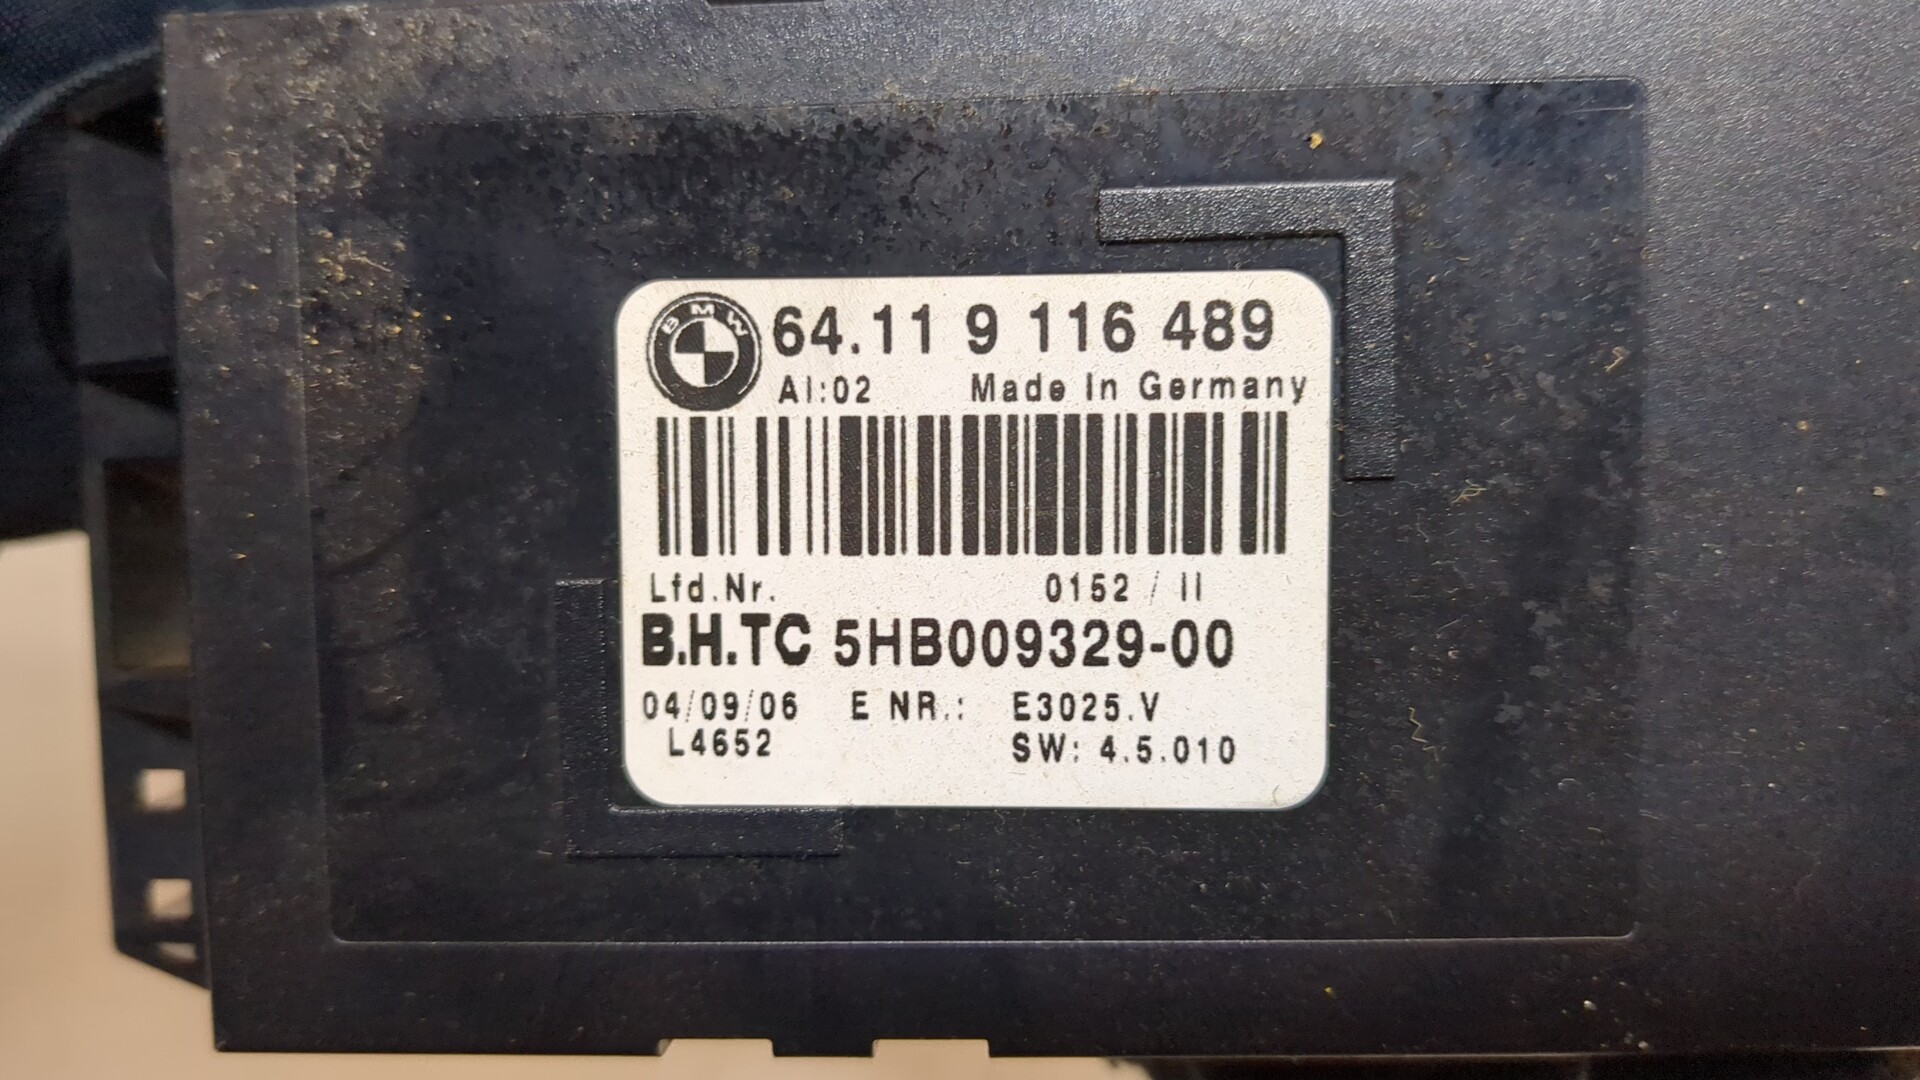 BMW 64.11 9 116 489
AI:02 Made In Germany
Lfd.Nr. 0152 / II
B.H.TC 5HB009329-00
04/09/06 E NR.: E3025.V
L4652 SW: 4.5.010